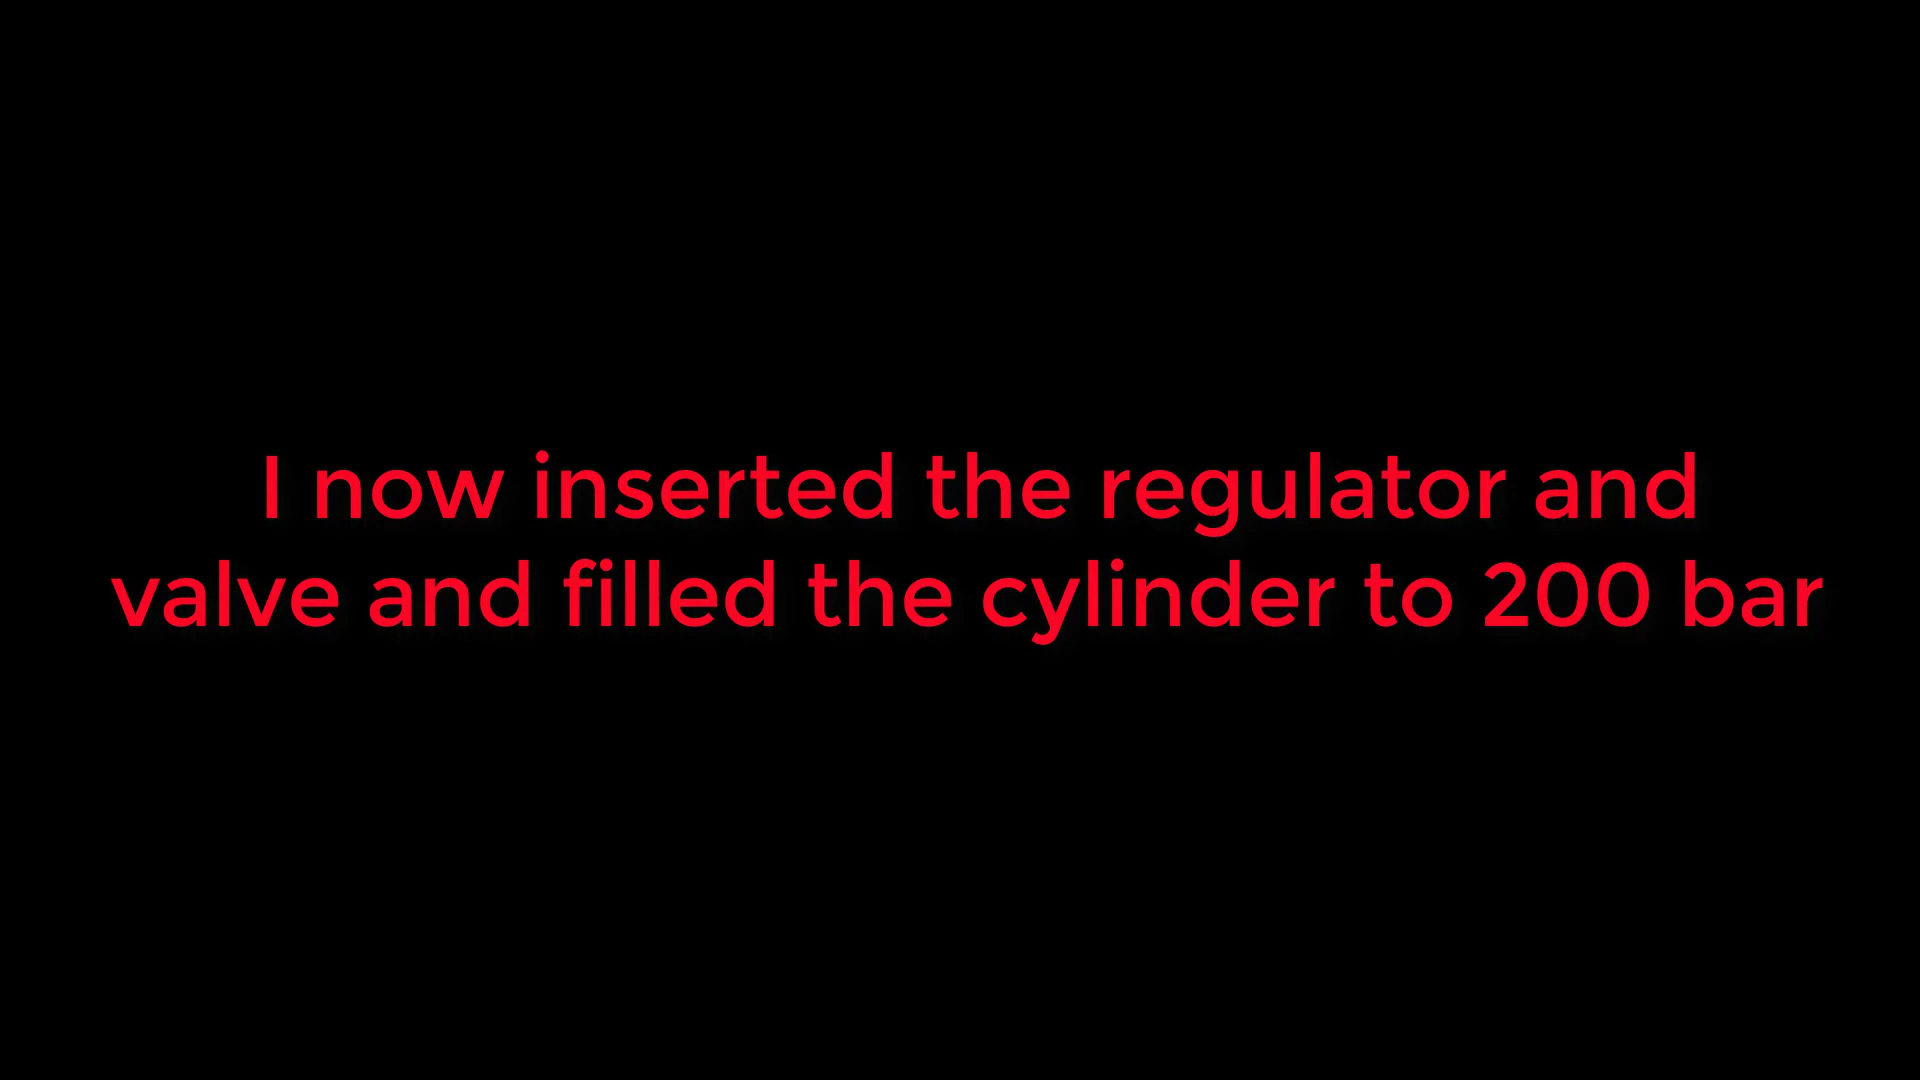 I now inserted the regulator and
valve and filled the cylinder to 200 bar